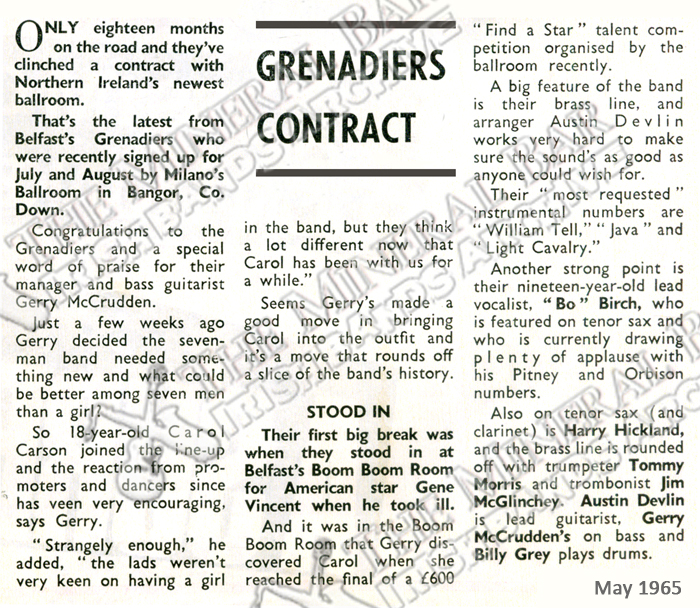 ONLY eighteen months
on the road and they've
clinched a contract with
Northern Ireland's newest
ballroom.
That's the latest from
Belfast's Grenadiers who
were recently signed up for
July and August by Milano's
Ballroom in Bangor, Co.
Down.
Congratulations to the
Grenadiers and a special
word of praise for their
manager and bass guitarist
Gerry McCrudden.
Just a few weeks ago
Gerry decided the seven-
man band needed some-
thing new and what could
be better among seven men
than a girl?
So 18-year-old Carol
Carson joined the line-up
and the reaction from pro-
moters and dancers since
has veen very encouraging,
says Gerry.
"Strangely enough," he
added, "the lads weren't
very keen on having a girl
GRENADIERS
CONTRACT
in the band, but they think
a lot different now that
Carol has been with us for
a while."
Seems Gerry's made a
good move in bringing
Carol into the outfit and
it's a move that rounds off
a slice of the band's history.
STOOD IN
Their first big break was
when they stood in at
Belfast's Boom Boom Room
for American star Gene
Vincent when he took ill.
And it was in the Boom
Boom Room that Gerry dis-
covered Carol when she
reached the final of a £600
"Find a Star" talent com-
petition organised by the
ballroom recently.
A big feature of the band
is their brass line, and
arranger Austin Devlin
works very hard to make
sure the sound's as good as
anyone could wish for.
Their "most requested"
instrumental numbers are
"William Tell," "Java" and
"Light Cavalry."
Another strong point is
their nineteen-year-old lead
vocalist, "Bo" Birch, who
is featured on tenor sax and
who is currently drawing
plenty of applause with
his Pitney and Orbison
numbers.
Also on tenor sax (and
clarinet) is Harry Hickland,
and the brass line is rounded
off with trumpeter Tommy
Morris and trombonist Jim
McGlinchey. Austin Devlin
is lead guitarist, Gerry
McCrudden's on bass and
Billy Grey plays drums.
May 1965
THE MINERAL BAR
IRISH BANDS ARCHIVE